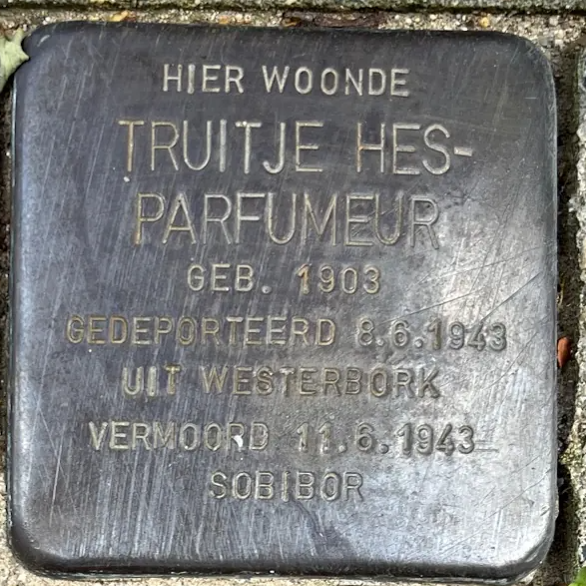 HIER WOONDE
TRUITJE HES-
PARFUMEUR
GEB. 1903
GEDEPORTEERD 8.6.1943
UIT WESTERBORK
VERMOORD 11.6.1943
SOBIBOR